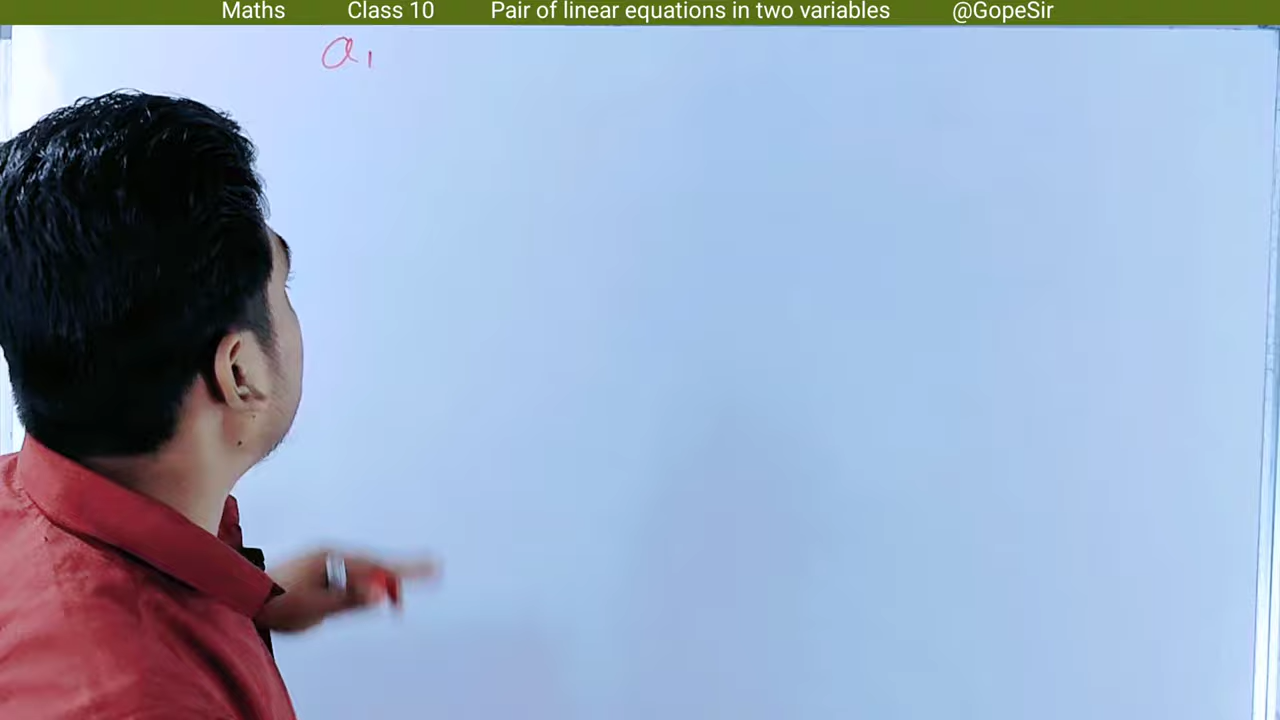 Maths Class 10 Pair of linear equations in two variables @GopeSir
a₁